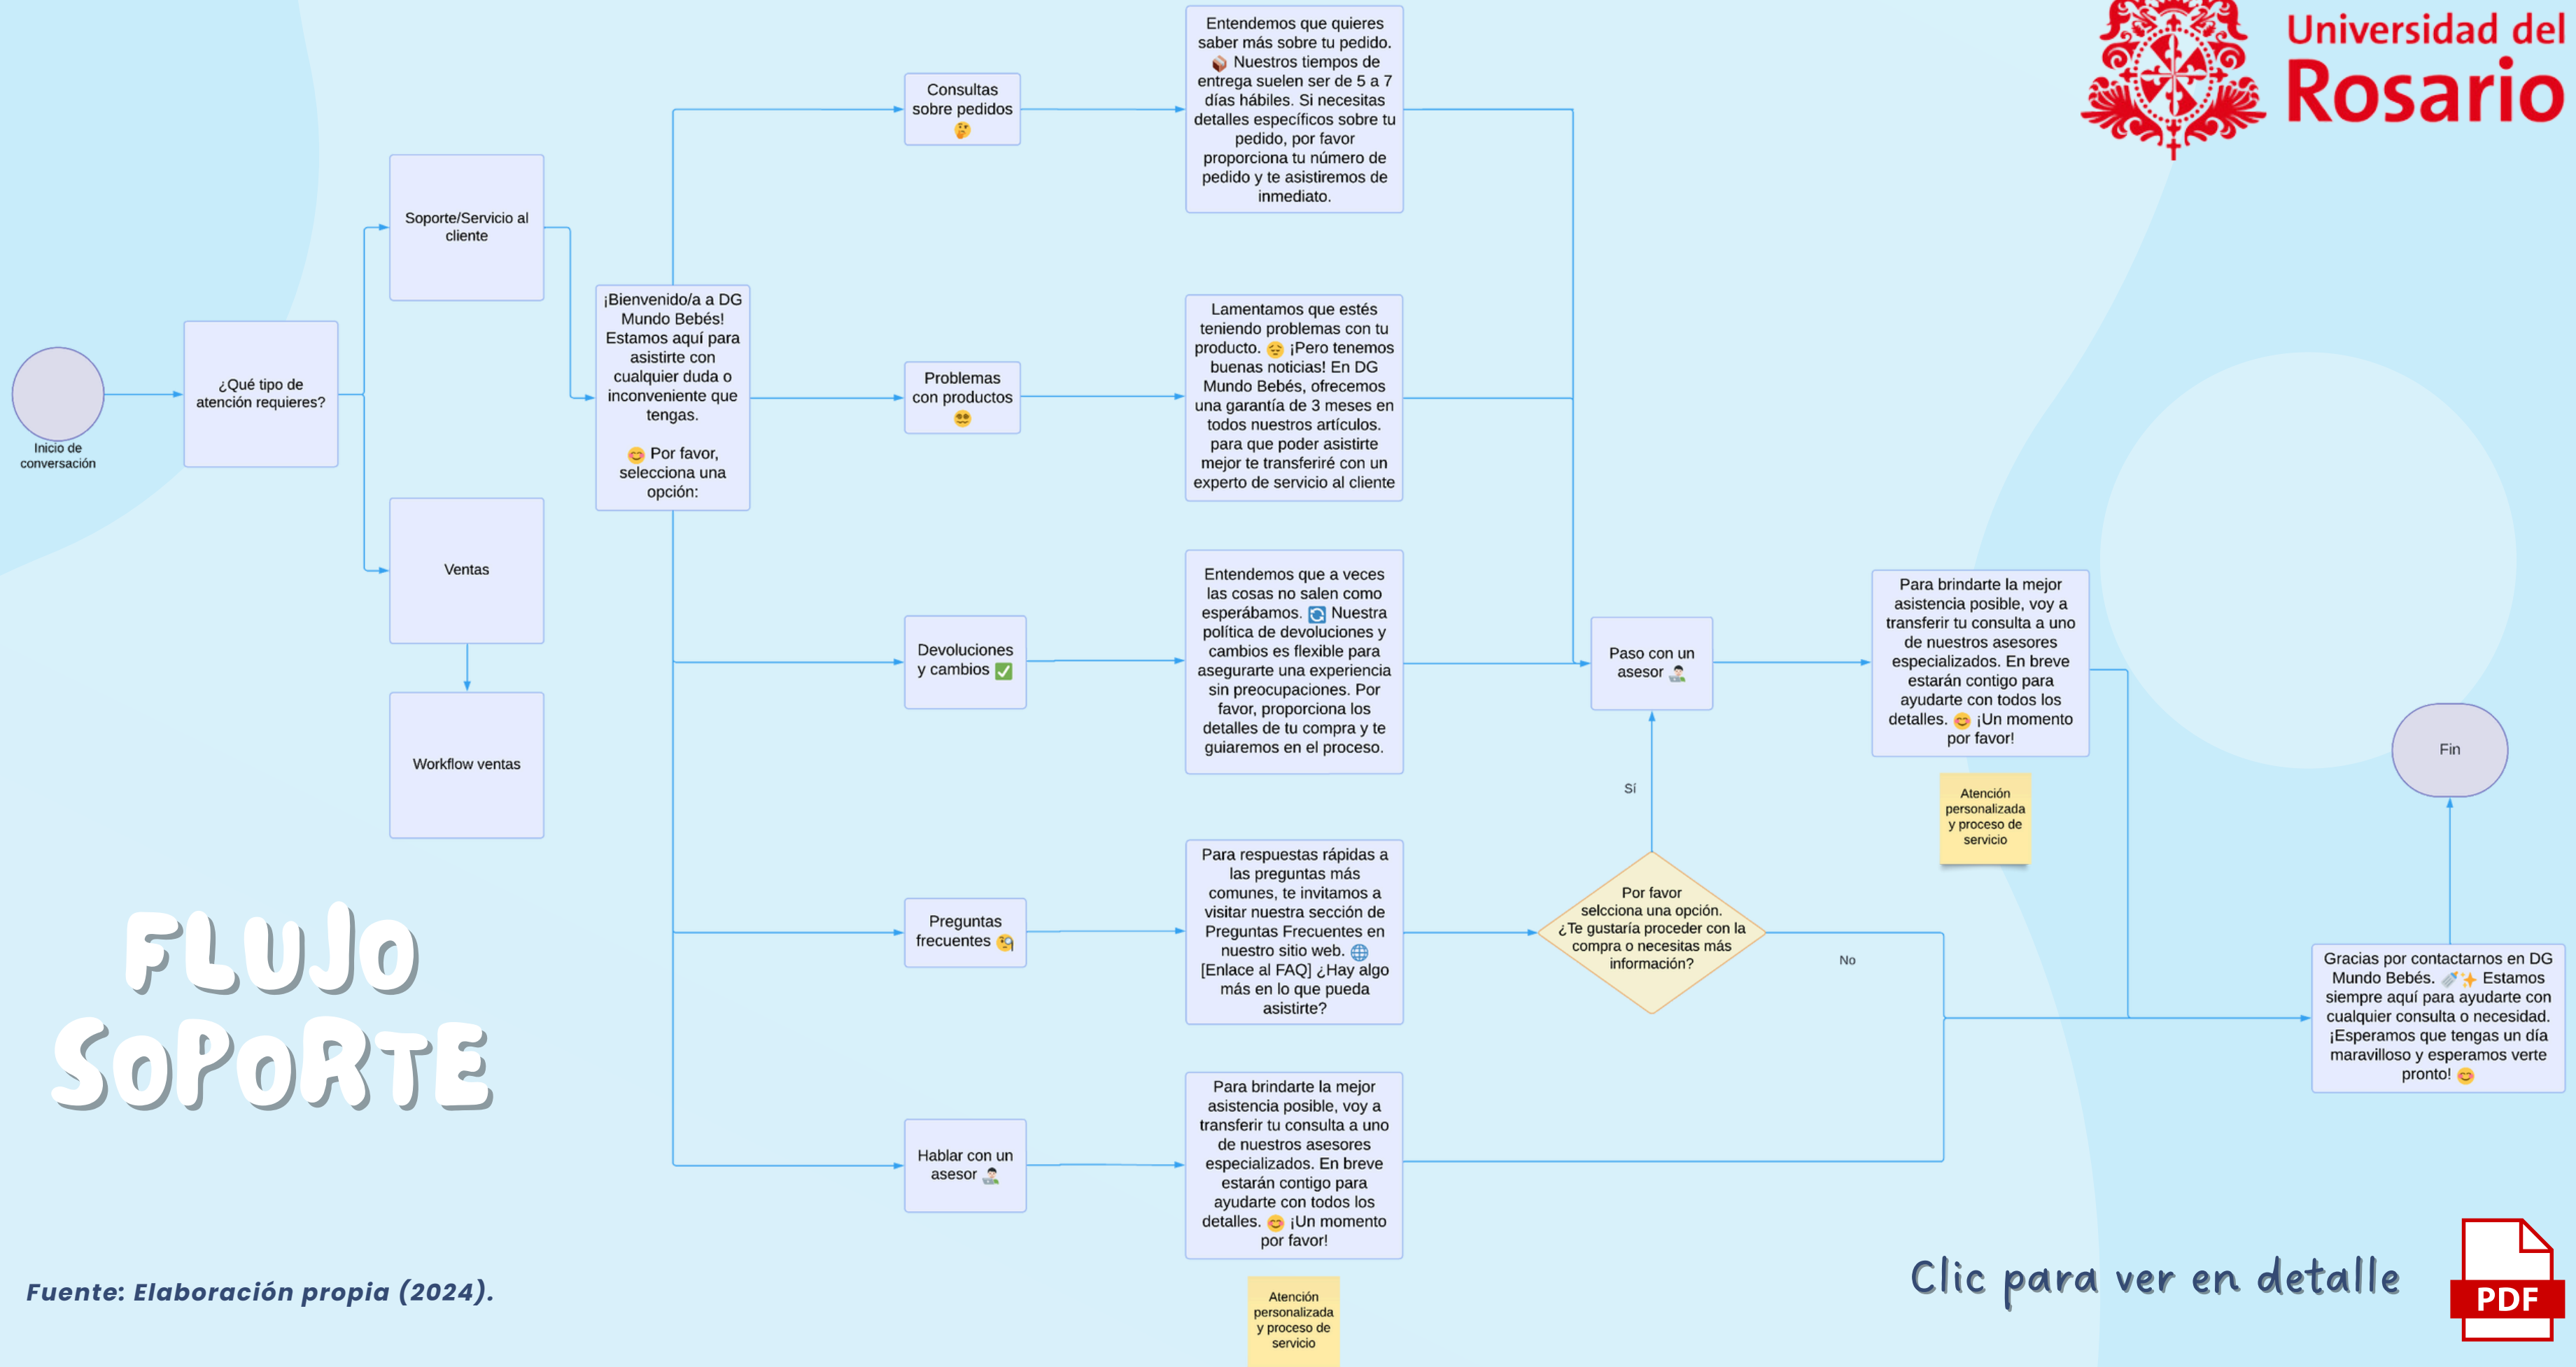 Universidad del
Rosario
Inicio de
conversación
¿Qué tipo de
atención requieres?
Soporte/Servicio al
cliente
Ventas
Workflow ventas
¡Bienvenido/a a DG
Mundo Bebés!
Estamos aquí para
asistirte con
cualquier duda o
inconveniente que
tengas.
😊 Por favor,
selecciona una
opción:
Consultas
sobre pedidos
🤔
Entendemos que quieres
saber más sobre tu pedido.
📦 Nuestros tiempos de
entrega suelen ser de 5 a 7
días hábiles. Si necesitas
detalles específicos sobre tu
pedido, por favor
proporciona tu número de
pedido y te asistiremos de
inmediato.
Problemas
con productos
😵‍💫
Lamentamos que estés
teniendo problemas con tu
producto. 😔 ¡Pero tenemos
buenas noticias! En DG
Mundo Bebés, ofrecemos
una garantía de 3 meses en
todos nuestros artículos.
para que poder asistirte
mejor te transferiré con un
experto de servicio al cliente
Devoluciones
y cambios ✅
Entendemos que a veces
las cosas no salen como
esperábamos. 🔄 Nuestra
política de devoluciones y
cambios es flexible para
asegurarte una experiencia
sin preocupaciones. Por
favor, proporciona los
detalles de tu compra y te
guiaremos en el proceso.
Preguntas
frecuentes 🧐
Para respuestas rápidas a
las preguntas más
comunes, te invitamos a
visitar nuestra sección de
Preguntas Frecuentes en
nuestro sitio web. 🌐
[Enlace al FAQ] ¿Hay algo
más en lo que pueda
asistirte?
Hablar con un
asesor 👨🏻‍💻
Para brindarte la mejor
asistencia posible, voy a
transferir tu consulta a uno
de nuestros asesores
especializados. En breve
estarán contigo para
ayudarte con todos los
detalles. 😊 ¡Un momento
por favor!
Atención
personalizada
y proceso de
servicio
Paso con un
asesor 👨🏻‍💻
Sí
Por favor
selcciona una opción.
¿Te gustaría proceder con la
compra o necesitas más
información?
No
Para brindarte la mejor
asistencia posible, voy a
transferir tu consulta a uno
de nuestros asesores
especializados. En breve
estarán contigo para
ayudarte con todos los
detalles. 😊 ¡Un momento
por favor!
Atención
personalizada
y proceso de
servicio
Fin
Gracias por contactarnos en DG
Mundo Bebés. 🍼✨ Estamos
siempre aquí para ayudarte con
cualquier consulta o necesidad.
¡Esperamos que tengas un día
maravilloso y esperamos verte
pronto! 😊
FLUJO
SOPORTE
Fuente: Elaboración propia (2024).
Clic para ver en detalle
PDF